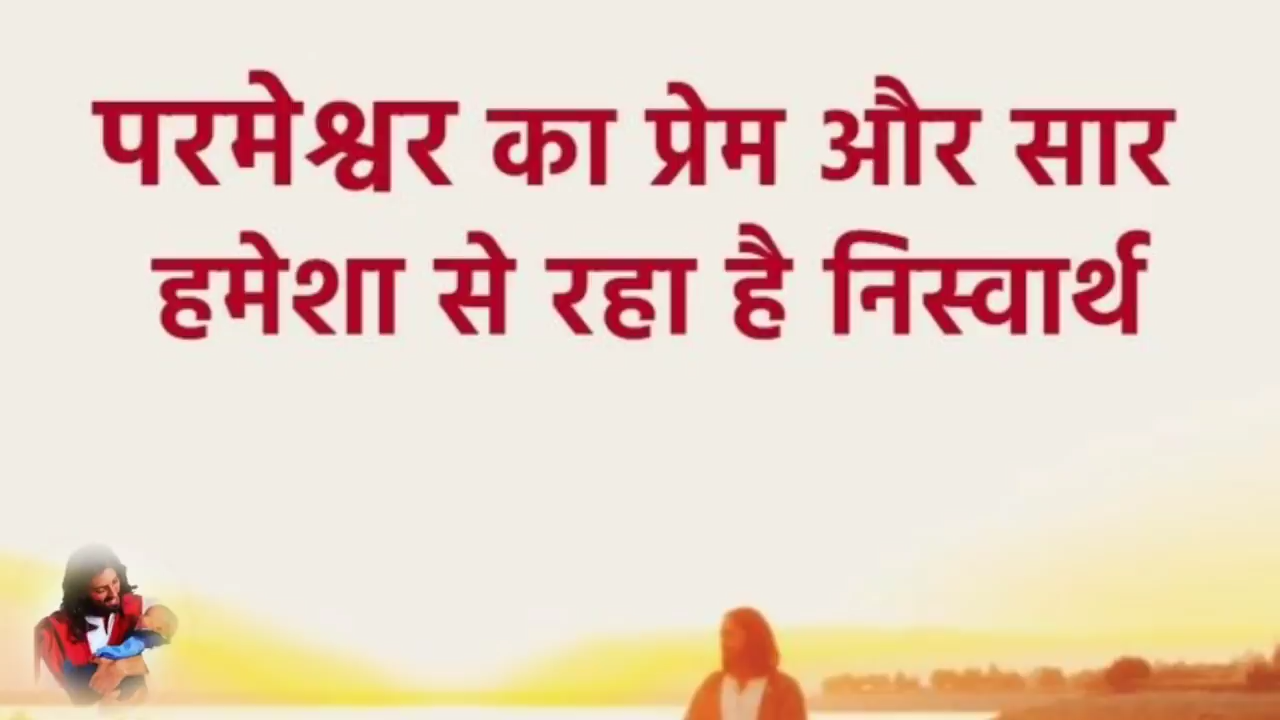 परमेश्वर का प्रेम और सार
हमेशा से रहा है निस्वार्थ